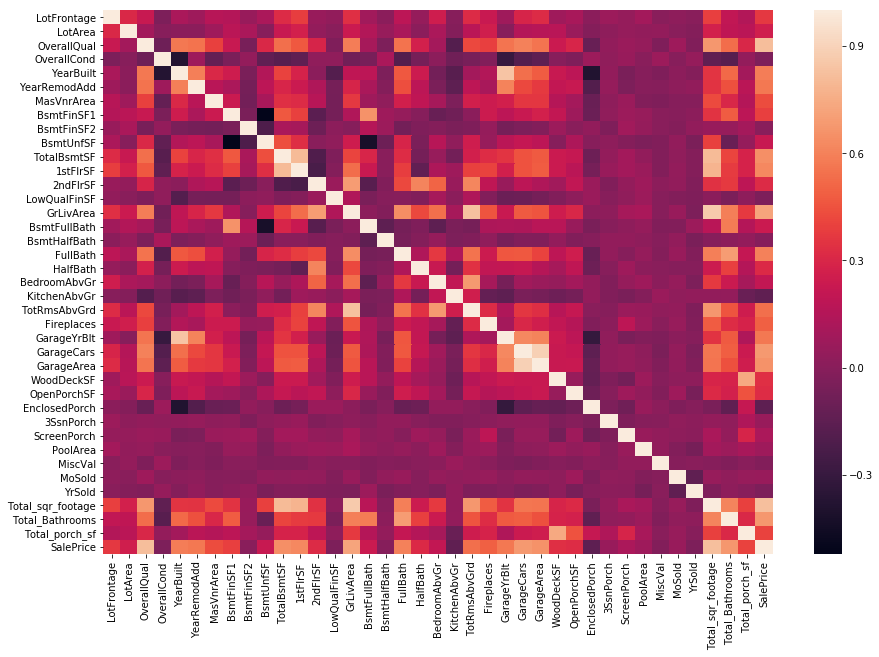 LotFrontage
LotArea
OverallQual
OverallCond
YearBuilt
YearRemodAdd
MasVnrArea
BsmtFinSF1
BsmtFinSF2
BsmtUnfSF
TotalBsmtSF
1stFlrSF
2ndFlrSF
LowQualFinSF
GrLivArea
BsmtFullBath
BsmtHalfBath
FullBath
HalfBath
BedroomAbvGr
KitchenAbvGr
TotRmsAbvGrd
Fireplaces
GarageYrBlt
GarageCars
GarageArea
WoodDeckSF
OpenPorchSF
EnclosedPorch
3SsnPorch
ScreenPorch
PoolArea
MiscVal
MoSold
YrSold
Total_sqr_footage
Total_Bathrooms
Total_porch_sf
SalePrice
LotFrontage
LotArea
OverallQual
OverallCond
YearBuilt
YearRemodAdd
MasVnrArea
BsmtFinSF1
BsmtFinSF2
BsmtUnfSF
TotalBsmtSF
1stFlrSF
2ndFlrSF
LowQualFinSF
GrLivArea
BsmtFullBath
BsmtHalfBath
FullBath
HalfBath
BedroomAbvGr
KitchenAbvGr
TotRmsAbvGrd
Fireplaces
GarageYrBlt
GarageCars
GarageArea
WoodDeckSF
OpenPorchSF
EnclosedPorch
3SsnPorch
ScreenPorch
PoolArea
MiscVal
MoSold
YrSold
Total_sqr_footage
Total_Bathrooms
Total_porch_sf
SalePrice
0.9
0.6
0.3
0.0
−0.3